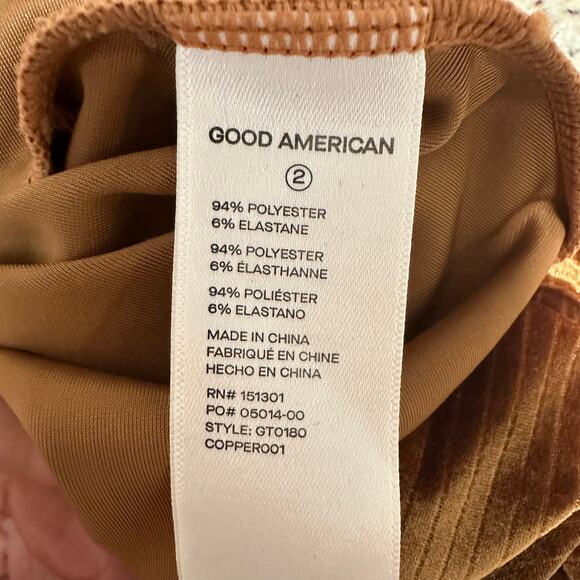 GOOD AMERICAN
2
94% POLYESTER
6% ELASTANE
94% POLYESTER
6% ÉLASTHANNE
94% POLIÉSTER
6% ELASTANO
MADE IN CHINA
FABRIQUÉ EN CHINE
HECHO EN CHINA
RN# 151301
PO# 05014-00
STYLE: GT0180
COPPER001